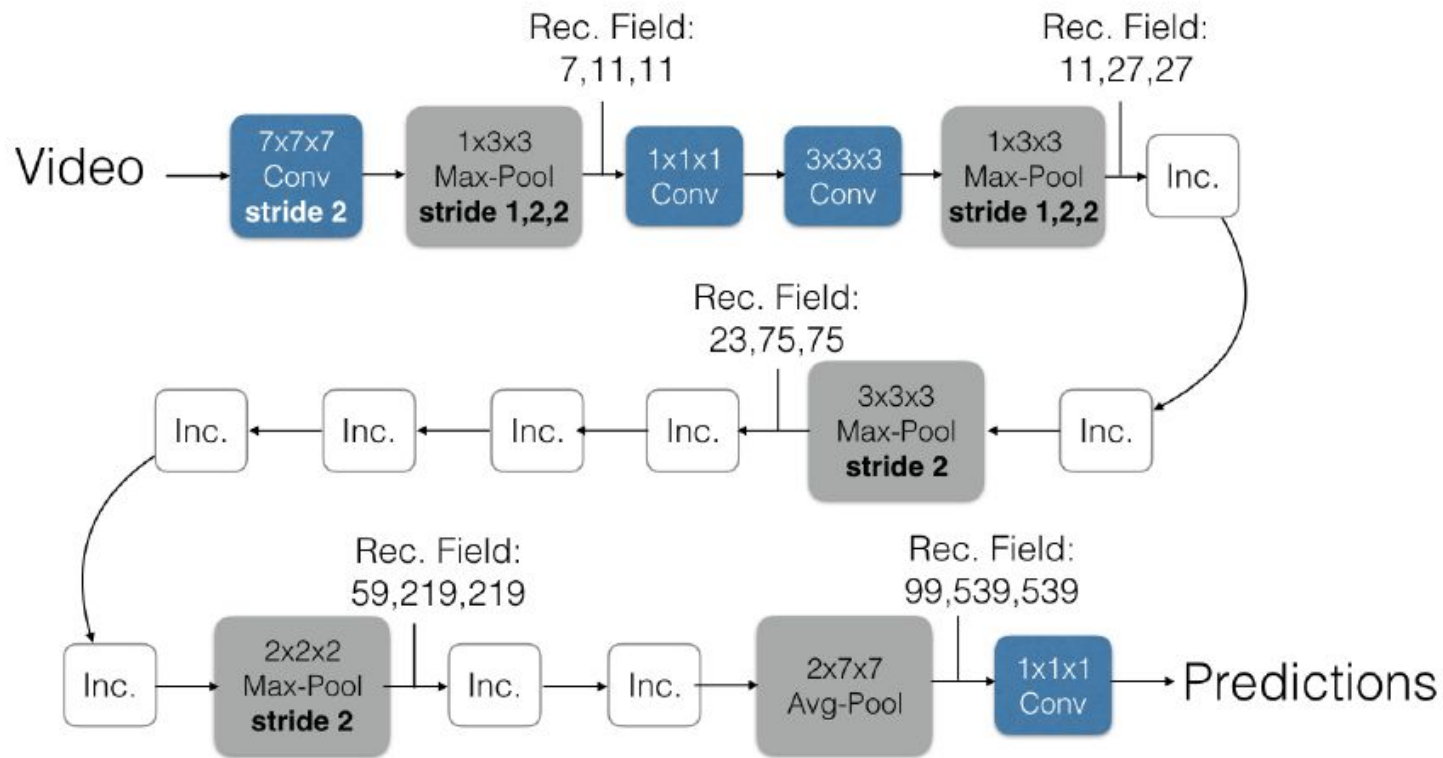 Rec. Field:
7,11,11
Rec. Field:
11,27,27
Video
7x7x7
Conv
stride 2
1x3x3
Max-Pool
stride 1,2,2
1x1x1
Conv
3x3x3
Conv
1x3x3
Max-Pool
stride 1,2,2
Inc.
Rec. Field:
23,75,75
Inc.
Inc.
Inc.
Inc.
3x3x3
Max-Pool
stride 2
Inc.
Rec. Field:
59,219,219
Rec. Field:
99,539,539
Inc.
2x2x2
Max-Pool
stride 2
Inc.
Inc.
2x7x7
Avg-Pool
1x1x1
Conv
Predictions